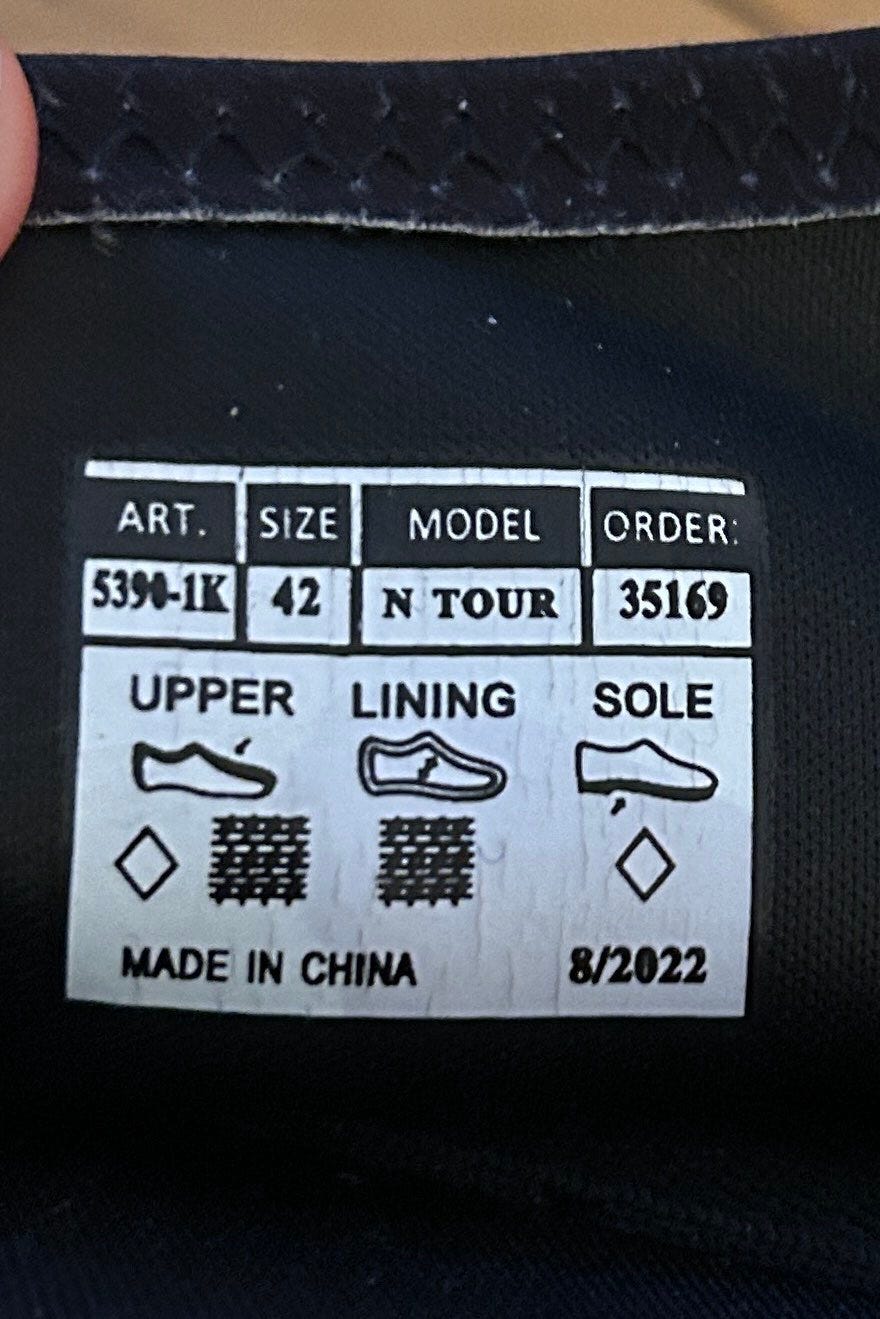 ART. SIZE MODEL ORDER:
5390-1K 42 N TOUR 35169
UPPER LINING SOLE
MADE IN CHINA 8/2022